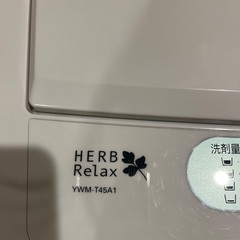 HERB
Relax
YWM-T45A1
洗剤量